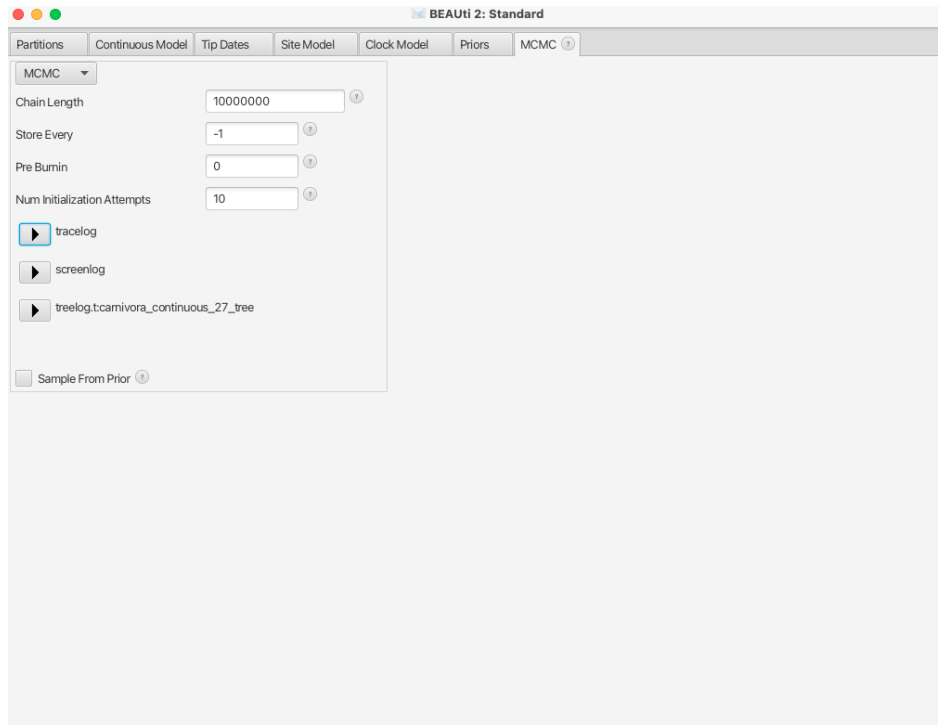 BEAUti 2: Standard
Partitions Continuous Model Tip Dates Site Model Clock Model Priors MCMC ?
MCMC
Chain Length 10000000 ?
Store Every -1 ?
Pre Burnin 0 ?
Num Initialization Attempts 10 ?
tracelog
screenlog
treelog.t:carnivora_continuous_27_tree
Sample From Prior ?